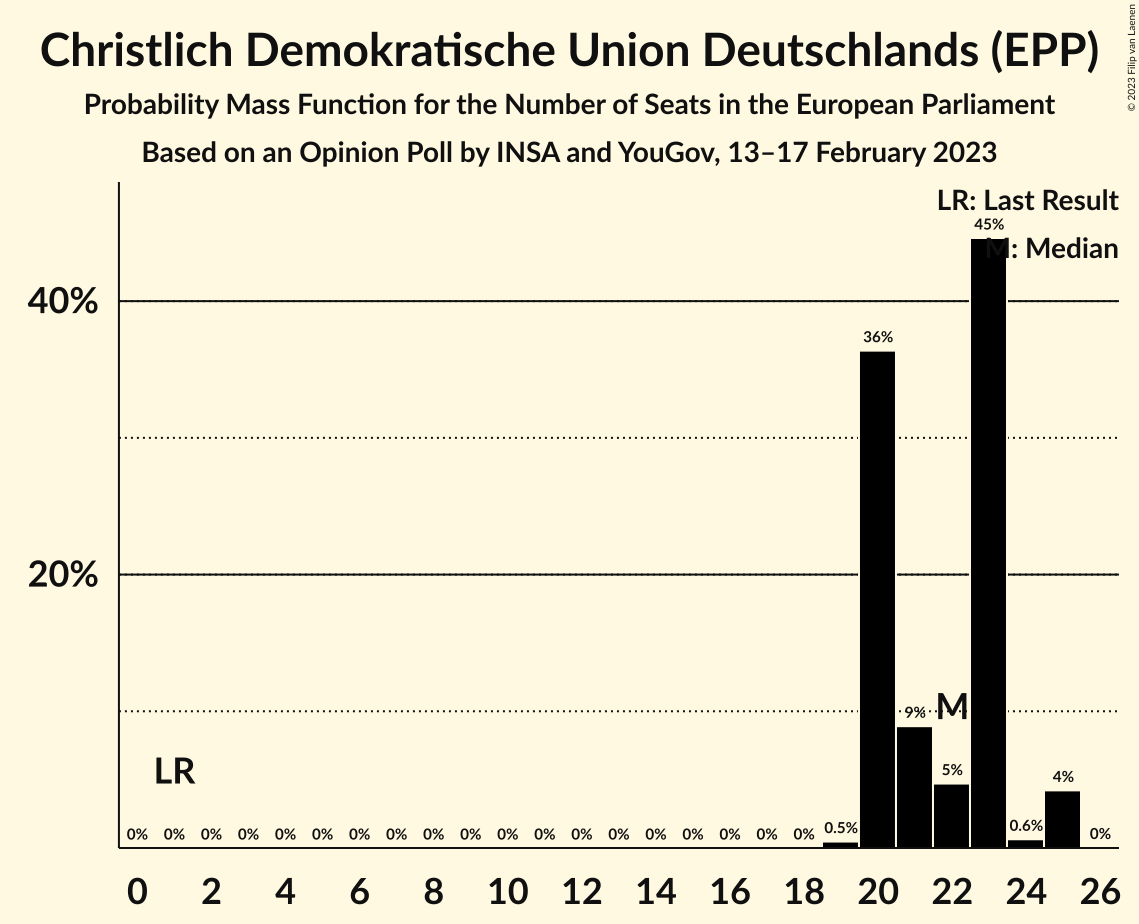 Christlich Demokratische Union Deutschlands (EPP)
Probability Mass Function for the Number of Seats in the European Parliament
Based on an Opinion Poll by INSA and YouGov, 13–17 February 2023
© 2023 Filip van Laenen
LR: Last Result
M: Median
45%
40%
36%
20%
M
9%
LR
5%
4%
0% 0% 0% 0% 0% 0% 0% 0% 0% 0% 0% 0% 0% 0% 0% 0% 0% 0% 0% 0.5% 0.6% 0%
0 2 4 6 8 10 12 14 16 18 20 22 24 26